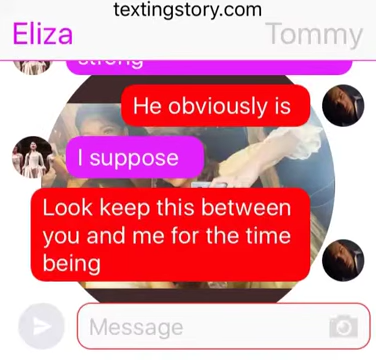 textingstory.com
Eliza Tommy
strong
He obviously is
I suppose
Look keep this between
you and me for the time
being
Message